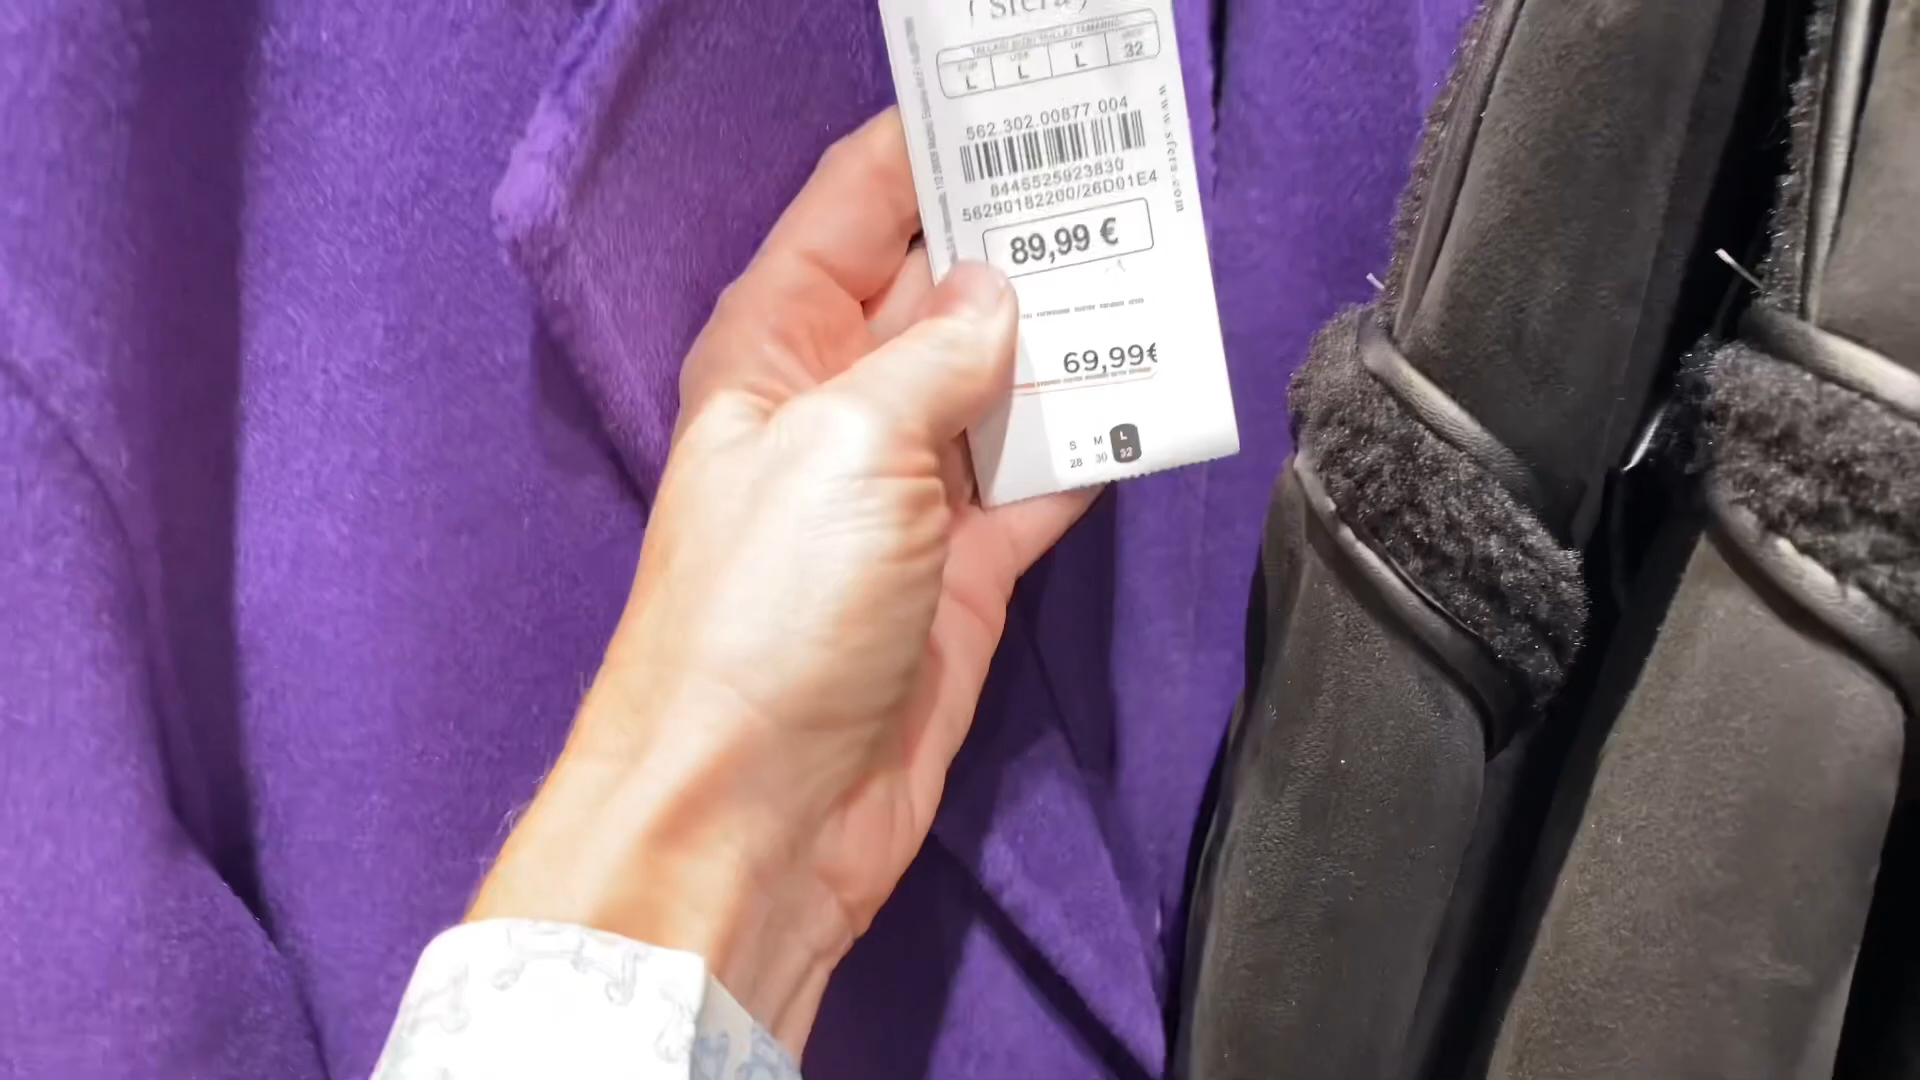 ( sfera )
EUR USA UK MEX
L L L 32
562.302.00877.004
8445525923830
56290182200/26D01E4
89,99 €
69,99€
S M L
28 30 32
www.sfera.com